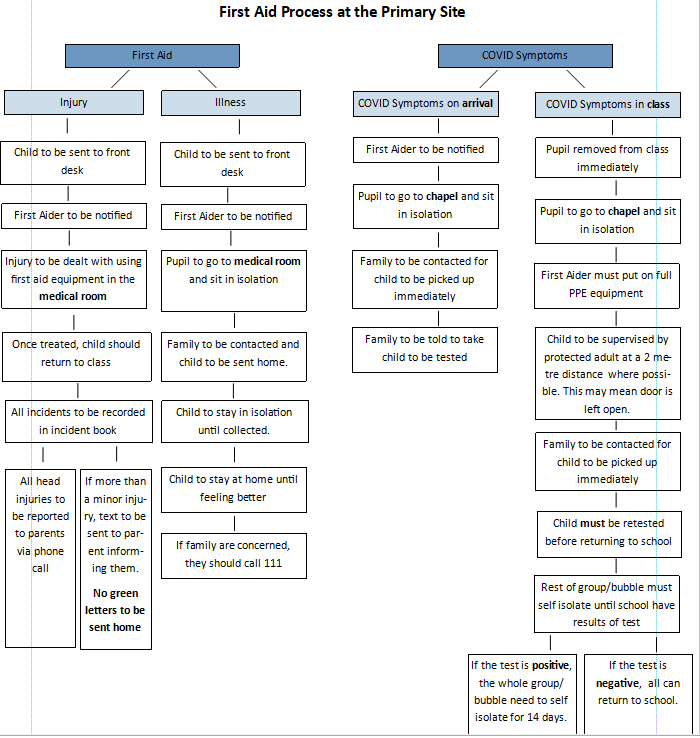 First Aid Process at the Primary Site
First Aid
Injury
Child to be sent to front
desk
First Aider to be notified
Injury to be dealt with using
first aid equipment in the
medical room
Once treated, child should
return to class
All incidents to be recorded
in incident book
All head
injuries to
be reported
to parents
via phone
call
If more than
a minor inju-
ry, text to be
sent to par-
ent inform-
ing them.
No green
letters to be
sent home
Illness
Child to be sent to front
desk
First Aider to be notified
Pupil to go to medical room
and sit in isolation
Family to be contacted and
child to be sent home.
Child to stay in isolation
until collected.
Child to stay at home until
feeling better
If family are concerned,
they should call 111
COVID Symptoms
COVID Symptoms on arrival
First Aider to be notified
Pupil to go to chapel and sit
in isolation
Family to be contacted for
child to be picked up
immediately
Family to be told to take
child to be tested
COVID Symptoms in class
Pupil removed from class
immediately
Pupil to go to chapel and sit
in isolation
First Aider must put on full
PPE equipment
Child to be supervised by
protected adult at a 2 me-
tre distance where possi-
ble. This may mean door is
left open.
Family to be contacted for
child to be picked up
immediately
Child must be retested
before returning to school
Rest of group/bubble must
self isolate until school have
results of test
If the test is positive,
the whole group/
bubble need to self
isolate for 14 days.
If the test is
negative, all can
return to school.